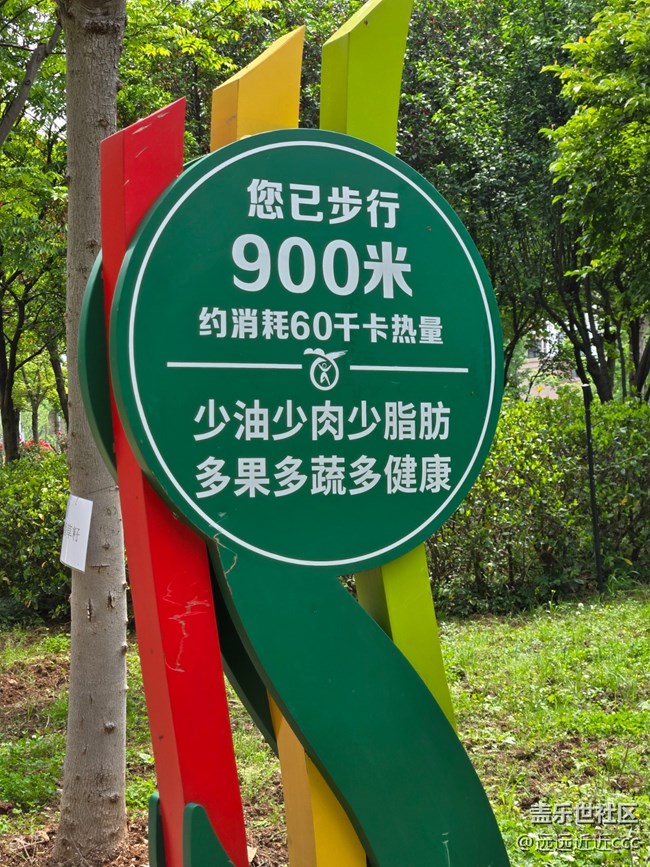 您已步行
900米
约消耗60千卡热量
少油少肉少脂肪
多果多蔬多健康
盖乐世社区
@远远近近ccc